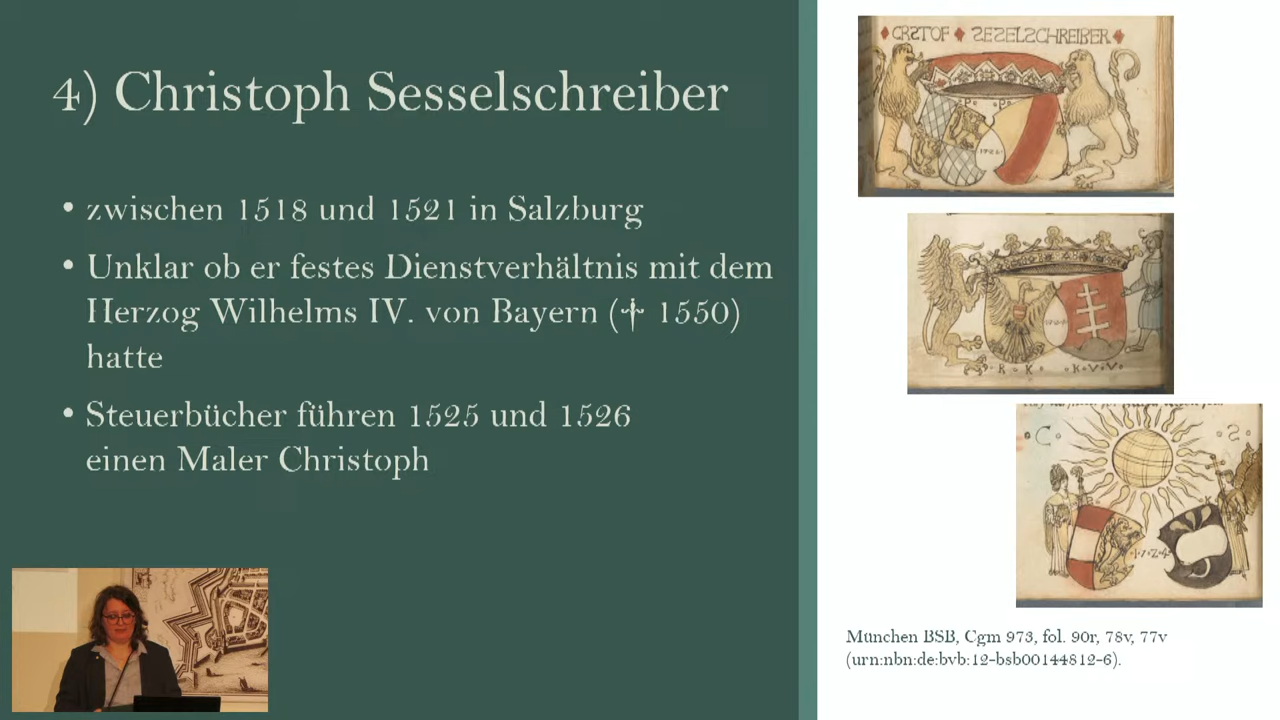 4) Christoph Sesselschreiber
• zwischen 1518 und 1521 in Salzburg
• Unklar ob er festes Dienstverhältnis mit dem
Herzog Wilhelms IV. von Bayern († 1550)
hatte
• Steuerbücher führen 1525 und 1526
einen Maler Christoph
CRSTOF SESELSCHREIBER
P P
R K K V V
C S
München BSB, Cgm 973, fol. 90r, 78v, 77v
(urn:nbn:de:bvb:12-bsb00144812-6).